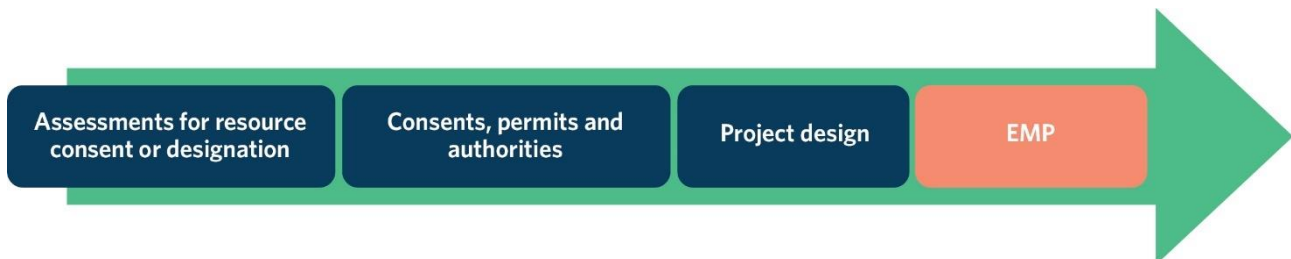 Assessments for resource
consent or designation
Consents, permits and
authorities
Project design
EMP